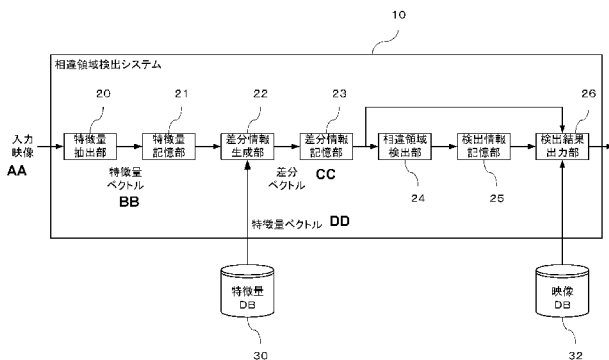 10
相違領域検出システム
20
21
22
23
26
入力
映像
AA
特徴量
抽出部
特徴量
記憶部
差分情報
生成部
差分情報
記憶部
相違領域
検出部
検出情報
記憶部
検出結果
出力部
特徴量
ベクトル
BB
差分
ベクトル
CC
24
25
特徴量ベクトル DD
特徴量
DB
映像
DB
30
32